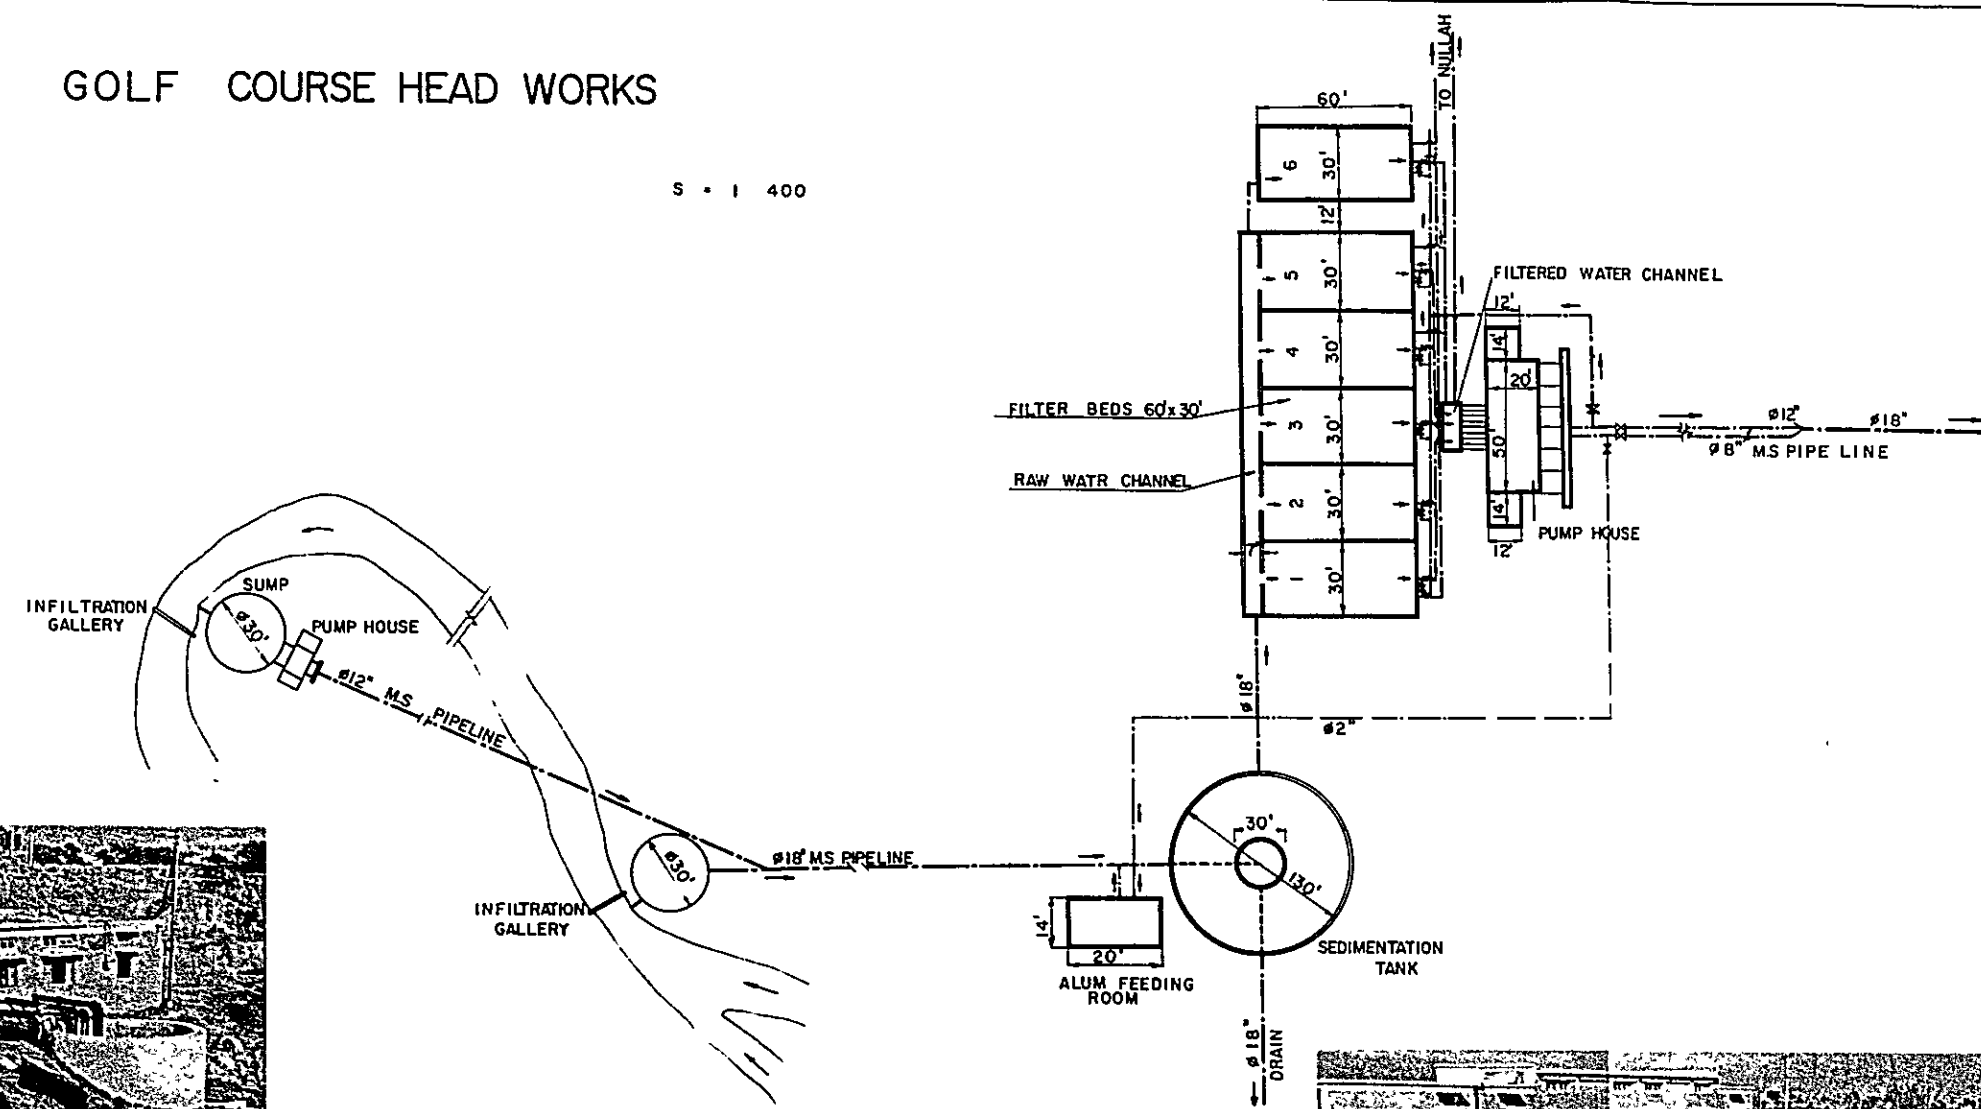 GOLF COURSE HEAD WORKS
S = 1 400
TO NULLAH
60'
6
30'
12'
5
30'
4
30'
3
30'
2
30'
1
30'
FILTERED WATER CHANNEL
12'
14'
20'
50'
14'
12'
PUMP HOUSE
FILTER BEDS 60'x30'
RAW WATR CHANNEL
ø12"
ø18"
ø8" M.S PIPE LINE
INFILTRATION
GALLERY
SUMP
ø30'
PUMP HOUSE
ø12" M.S PIPELINE
ø18"
ø2"
ø30'
ø18" M.S PIPELINE
INFILTRATION
GALLERY
30'
130'
14'
20'
ALUM FEEDING
ROOM
SEDIMENTATION
TANK
ø18"
DRAIN